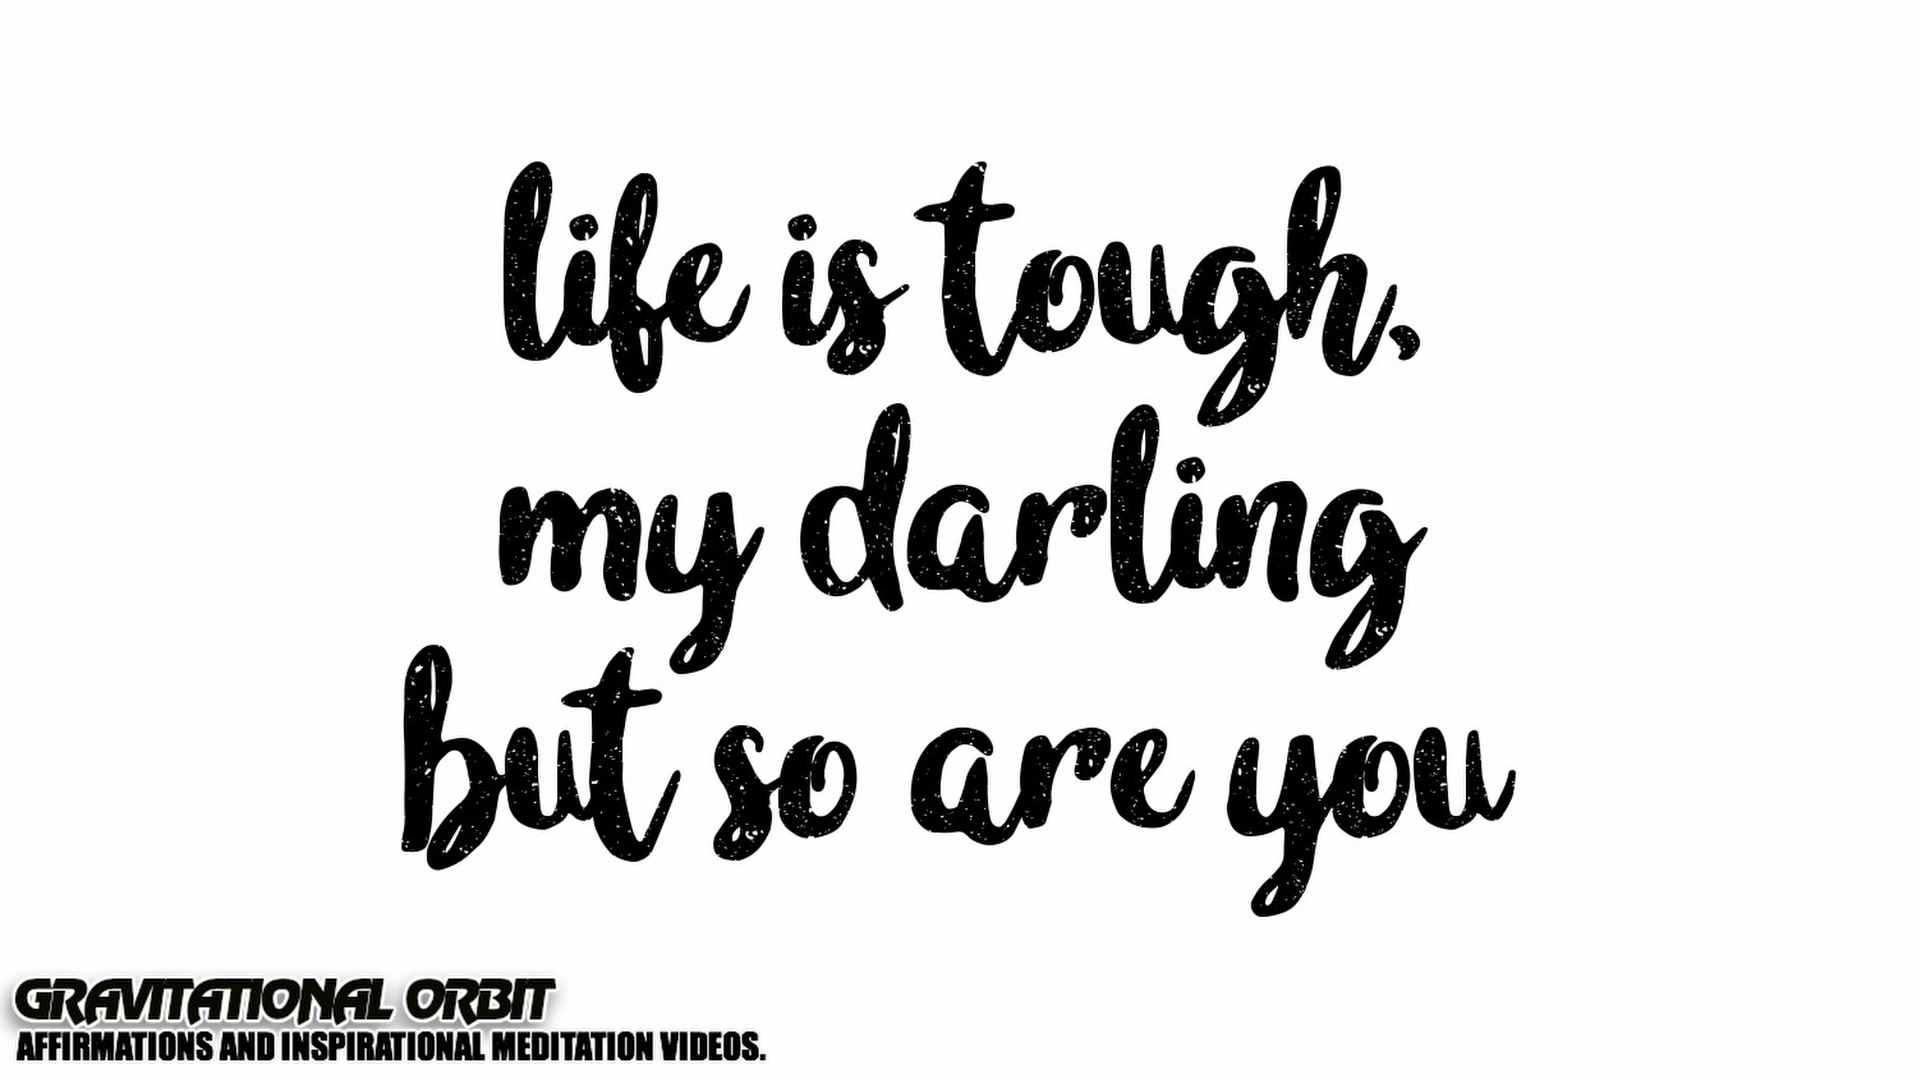 life is tough,
my darling
but so are you
GRAVITATIONAL ORBIT
AFFIRMATIONS AND INSPIRATIONAL MEDITATION VIDEOS.